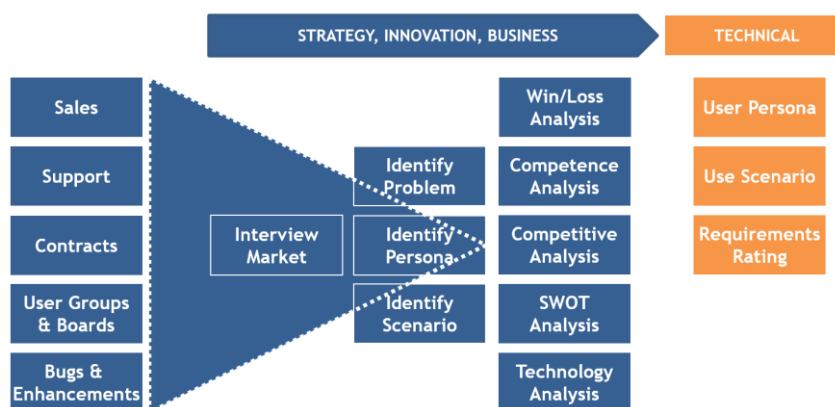 STRATEGY, INNOVATION, BUSINESS
TECHNICAL
Sales
Support
Contracts
User Groups
& Boards
Bugs &
Enhancements
Interview
Market
Identify
Problem
Identify
Persona
Identify
Scenario
Win/Loss
Analysis
Competence
Analysis
Competitive
Analysis
SWOT
Analysis
Technology
Analysis
User Persona
Use Scenario
Requirements
Rating